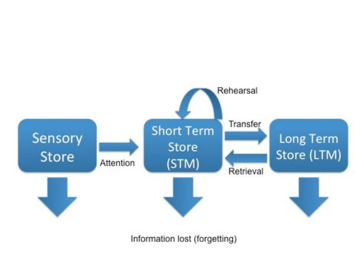 Rehearsal
Sensory
Store
Attention
Short Term
Store
(STM)
Transfer
Retrieval
Long Term
Store (LTM)
Information lost (forgetting)